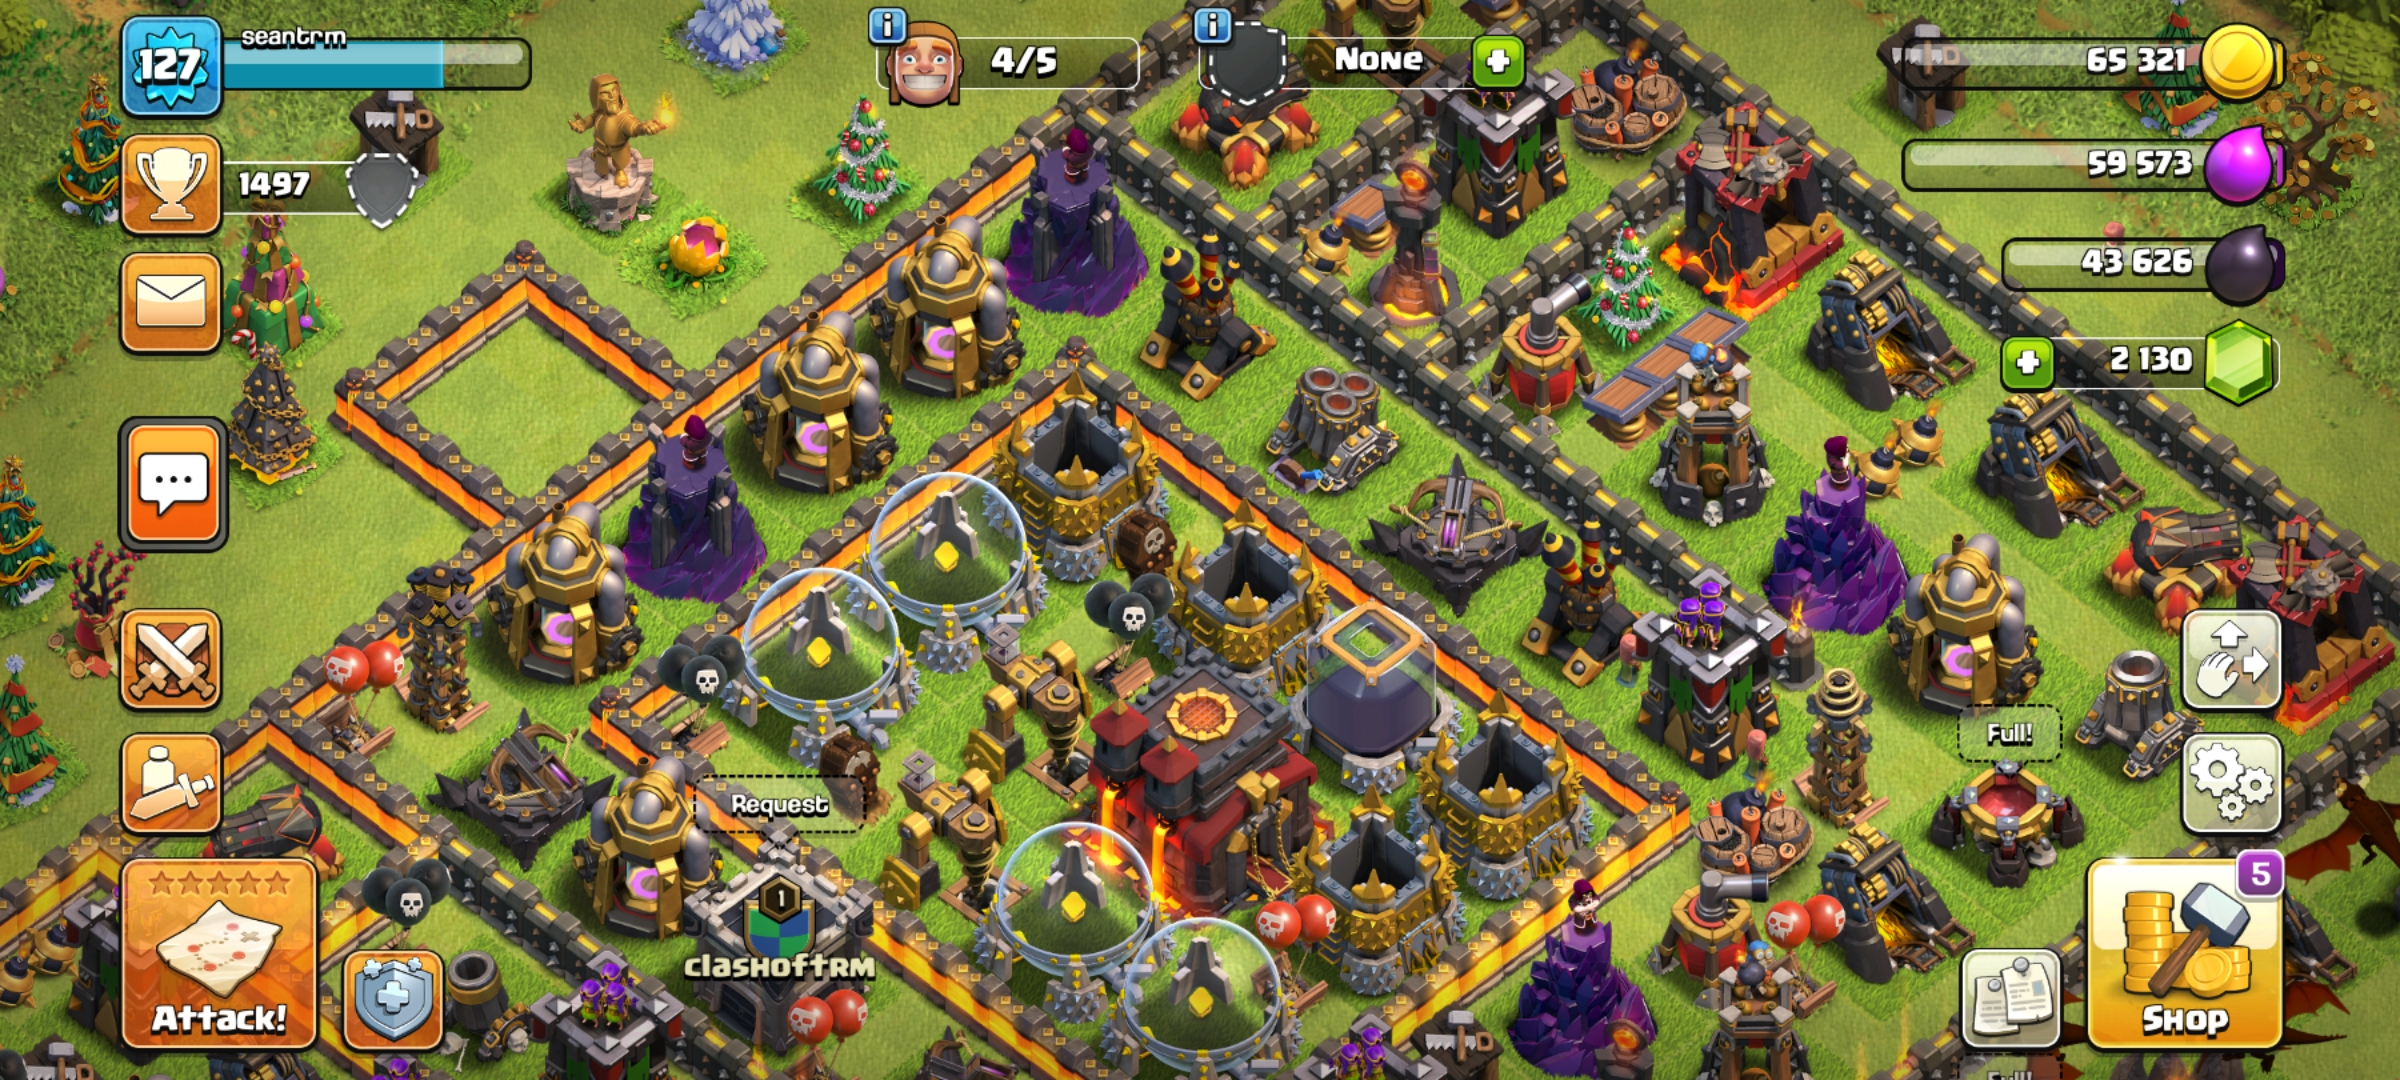 seantrm
127
4/5
None
65 321
1497
59 573
43 626
2 130
Full!
Request
1
clashoftrm
5
Attack!
Shop
Full!